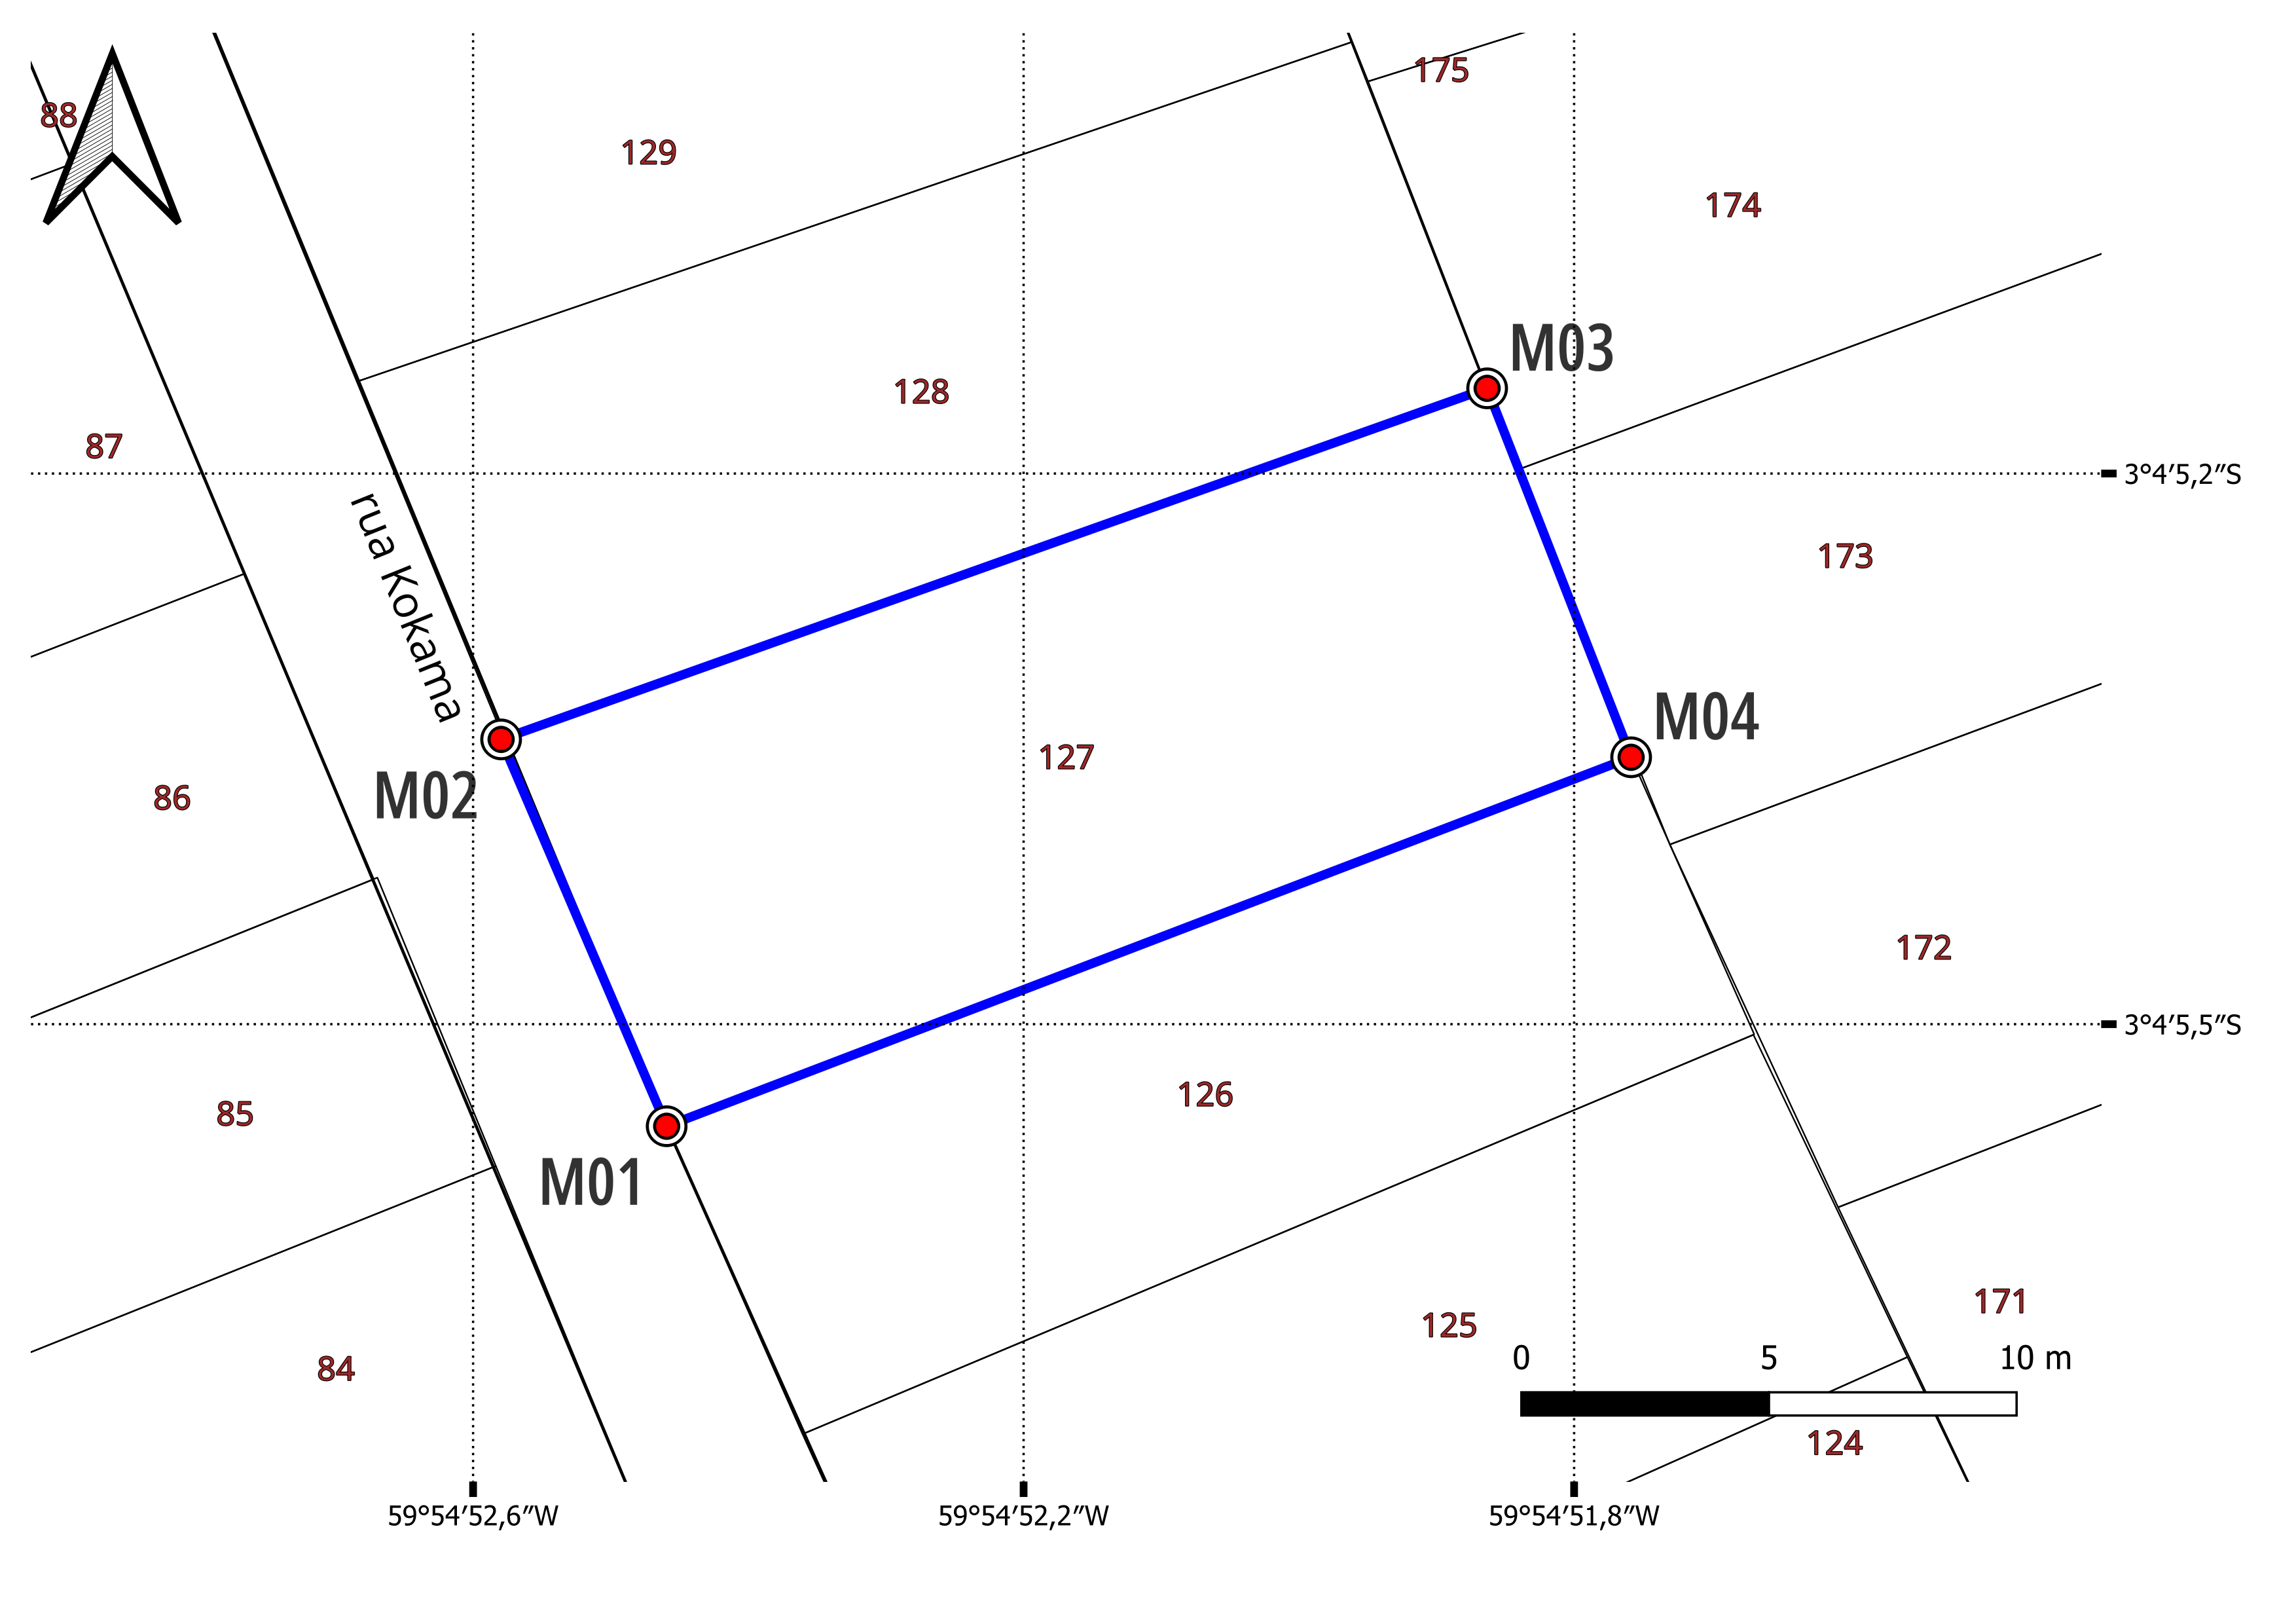 175
88
129
174
M03
128
87
3°4′5,2″S
rua Kokama
173
M04
127
M02
86
172
3°4′5,5″S
126
85
M01
171
125
84
0 5 10 m
124
59°54′52,6″W 59°54′52,2″W 59°54′51,8″W